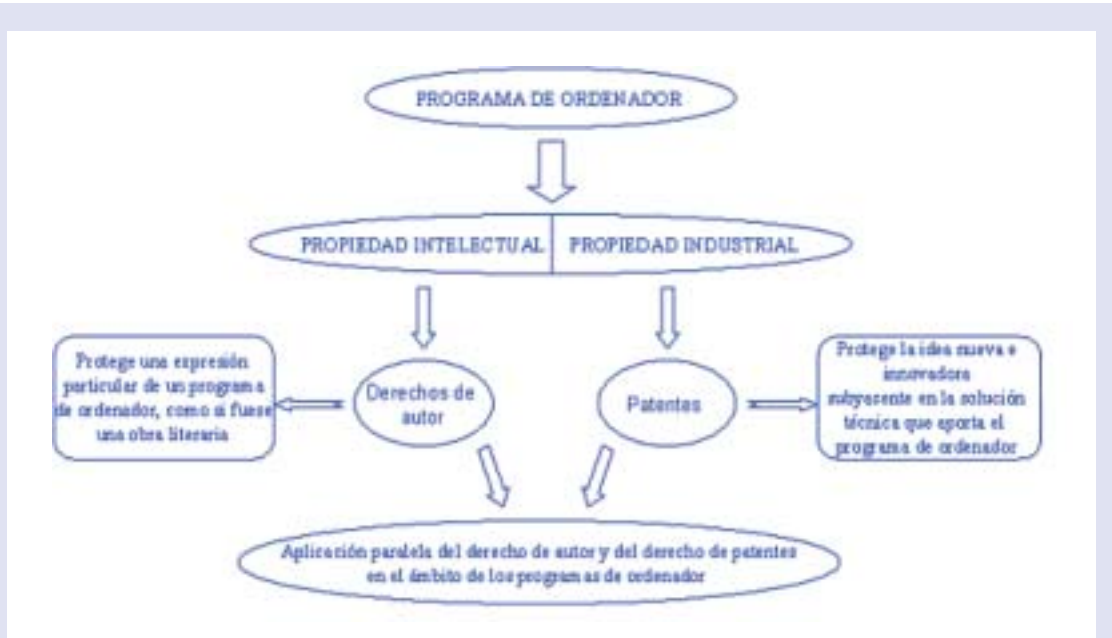 PROGRAMA DE ORDENADOR
PROPIEDAD INTELECTUAL
PROPIEDAD INDUSTRIAL
Protege una expresión
particular de un programa
de ordenador, como si fuese
una obra literaria
Derechos de
autor
Patentes
Protege la idea nueva e
innovadora
subyacente en la solución
técnica que aporta el
programa de ordenador
Aplicación paralela del derecho de autor y del derecho de patentes
en el ámbito de los programas de ordenador